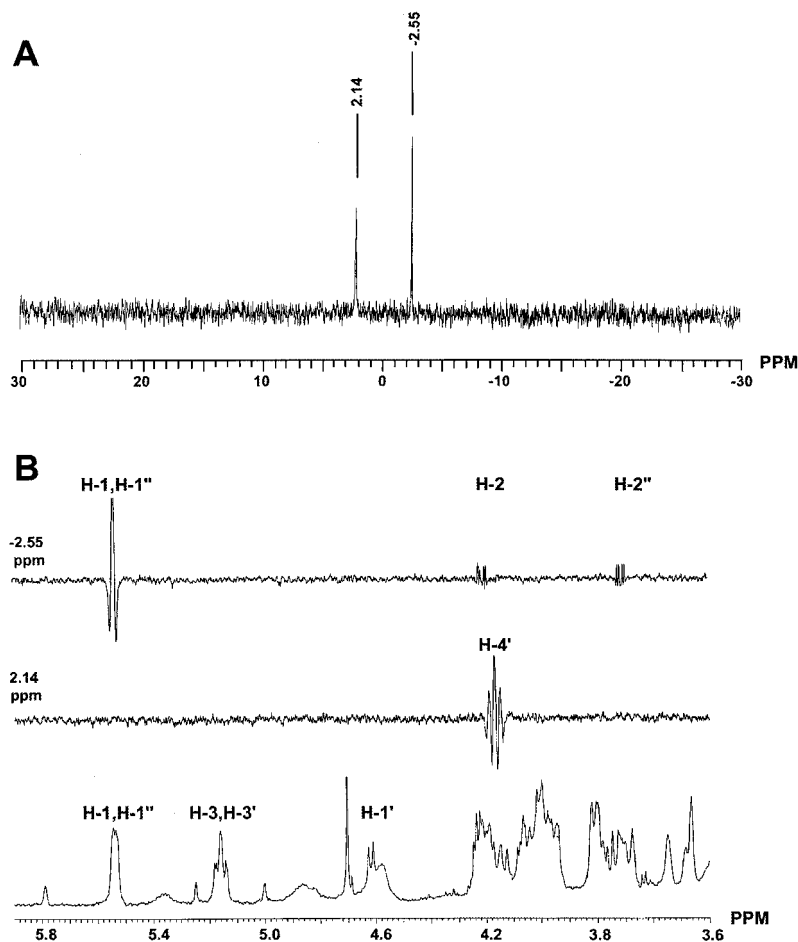 A
2.14
-2.55
30 20 10 0 -10 -20 -30 PPM
B
H-1,H-1" H-2 H-2"
-2.55
ppm
H-4'
2.14
ppm
H-1,H-1" H-3,H-3' H-1'
5.8 5.4 5.0 4.6 4.2 3.8 3.6 PPM